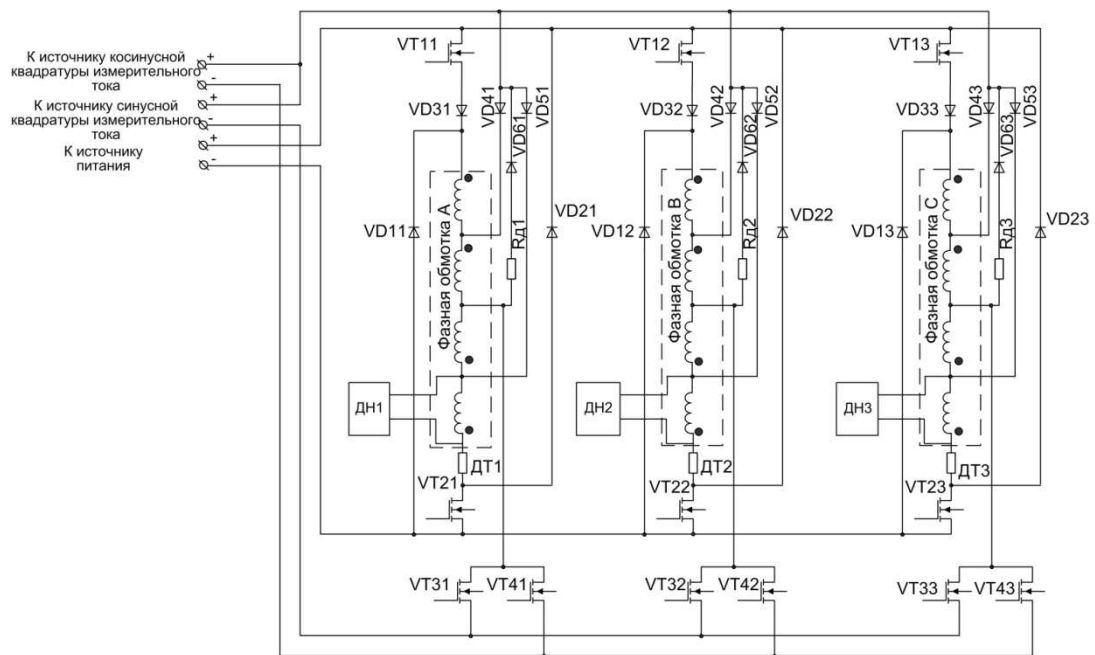 К источнику косинусной
квадратуры измерительного
тока
+
-
К источнику синусной
квадратуры измерительного
тока
+
-
К источнику
питания
+
-
VT11
VD31
VD41
VD61
VD51
VD11
Фазная обмотка A
Rд1
VD21
ДН1
ДТ1
VT21
VT31
VT41
VT12
VD32
VD42
VD62
VD52
VD12
Фазная обмотка B
Rд2
VD22
ДН2
ДТ2
VT22
VT32
VT42
VT13
VD33
VD43
VD63
VD53
VD13
Фазная обмотка C
Rд3
VD23
ДН3
ДТ3
VT23
VT33
VT43